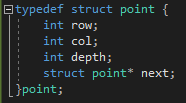 typedef struct point {
    int row;
    int col;
    int depth;
    struct point* next;
}point;